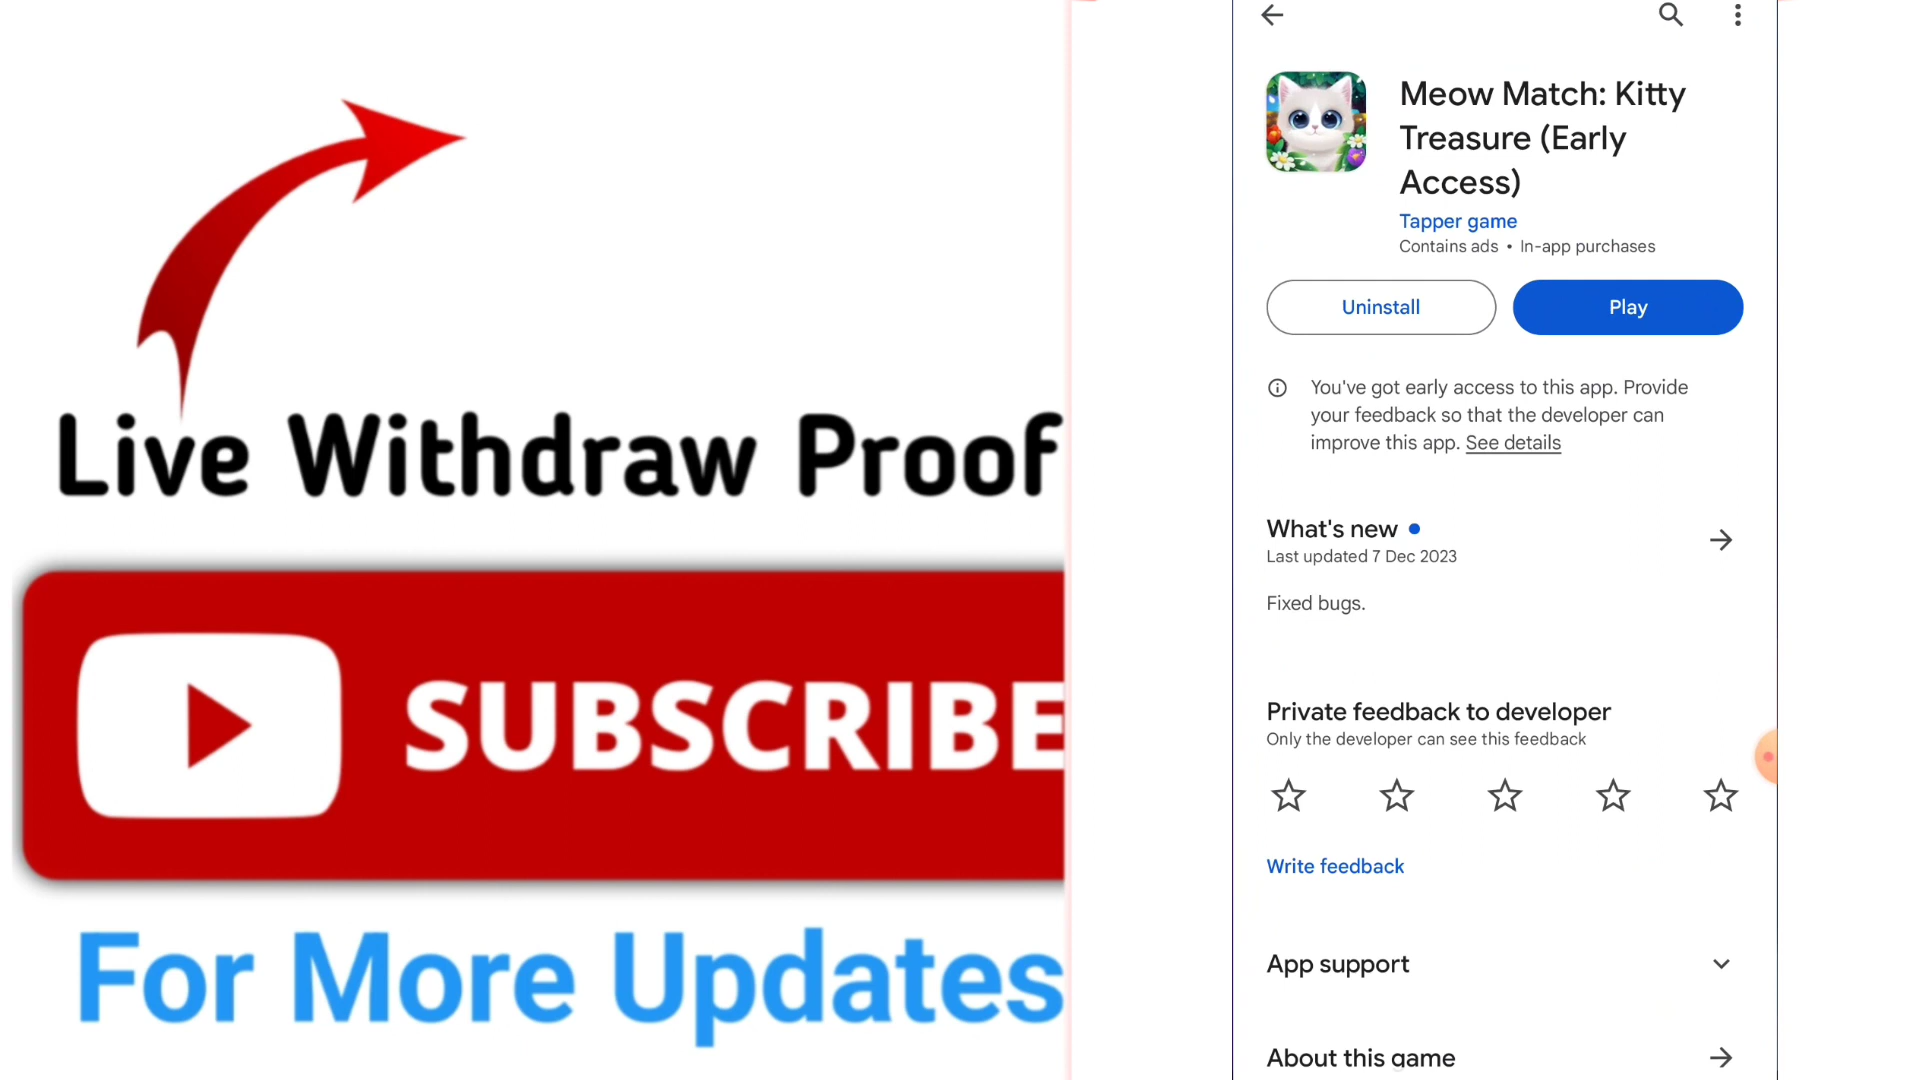 Live Withdraw Proof
SUBSCRIBE
For More Updates
Meow Match: Kitty
Treasure (Early
Access)
Tapper game
Contains ads • In-app purchases
Uninstall
Play
You've got early access to this app. Provide
your feedback so that the developer can
improve this app. See details
What's new
Last updated 7 Dec 2023
Fixed bugs.
Private feedback to developer
Only the developer can see this feedback
Write feedback
App support
About this game